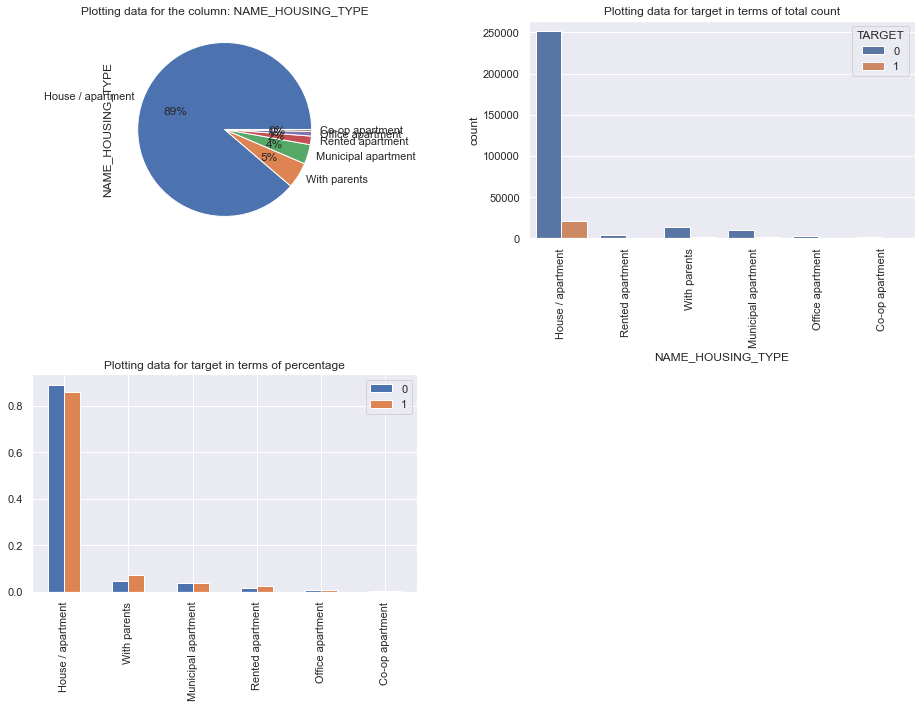 Plotting data for the column: NAME_HOUSING_TYPE
NAME_HOUSING_TYPE
House / apartment
89%
Co-op apartment
Office apartment
Rented apartment
4%
Municipal apartment
5%
With parents
Plotting data for target in terms of total count
TARGET
0
1
250000
200000
150000
100000
50000
0
count
House / apartment
Rented apartment
With parents
Municipal apartment
Office apartment
Co-op apartment
NAME_HOUSING_TYPE
Plotting data for target in terms of percentage
0
1
0.8
0.6
0.4
0.2
0.0
House / apartment
With parents
Municipal apartment
Rented apartment
Office apartment
Co-op apartment